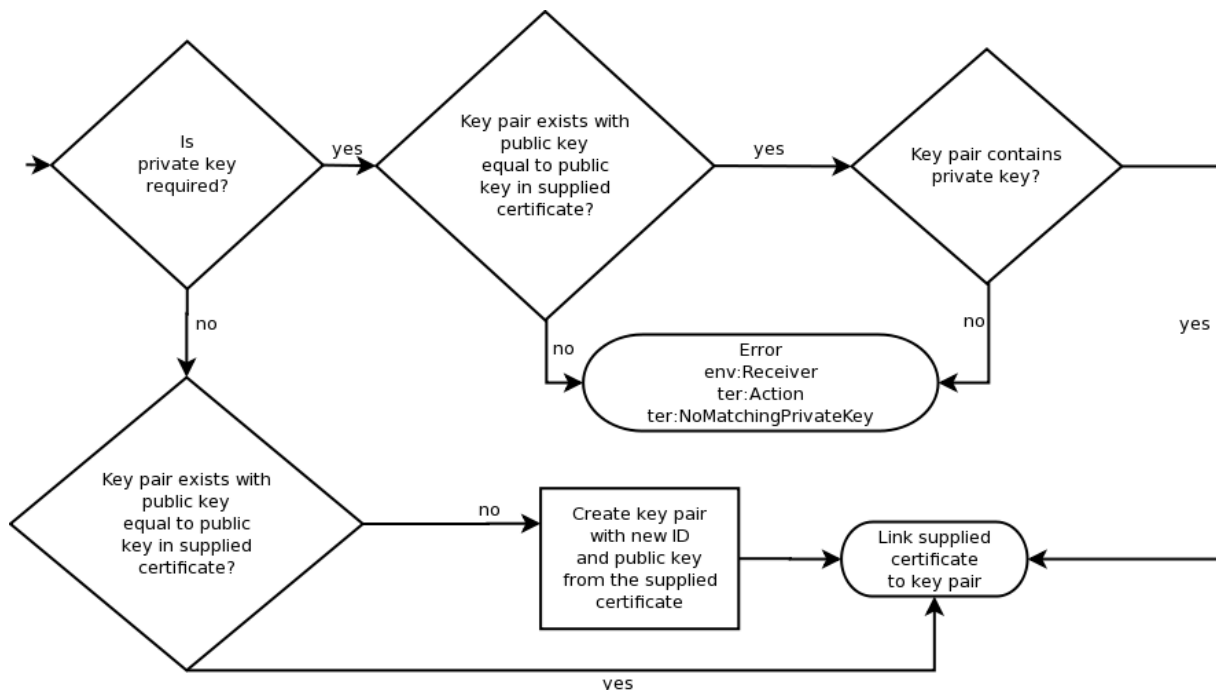 Is
private key
required?
yes
Key pair exists with
public key
equal to public
key in supplied
certificate?
yes
Key pair contains
private key?
no
no
no
yes
Error
env:Receiver
ter:Action
ter:NoMatchingPrivateKey
Key pair exists with
public key
equal to public
key in supplied
certificate?
no
Create key pair
with new ID
and public key
from the supplied
certificate
Link supplied
certificate
to key pair
yes